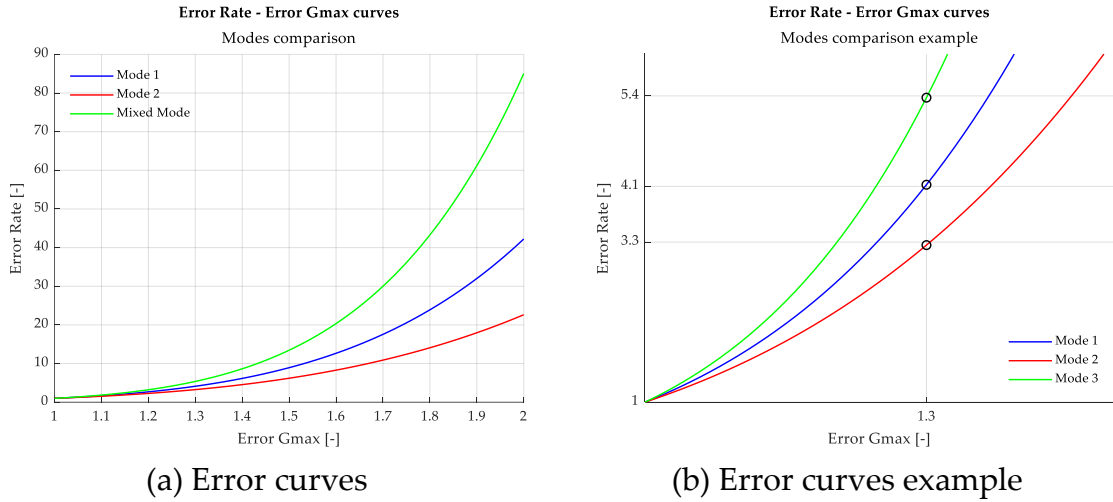 Error Rate - Error Gmax curves
Modes comparison
90
80
70
60
50
40
30
20
10
0
Error Rate [-]
Mode 1
Mode 2
Mixed Mode
1 1.1 1.2 1.3 1.4 1.5 1.6 1.7 1.8 1.9 2
Error Gmax [-]
(a) Error curves
Error Rate - Error Gmax curves
Modes comparison example
5.4
4.1
3.3
1
Error Rate [-]
Mode 1
Mode 2
Mode 3
1.3
Error Gmax [-]
(b) Error curves example